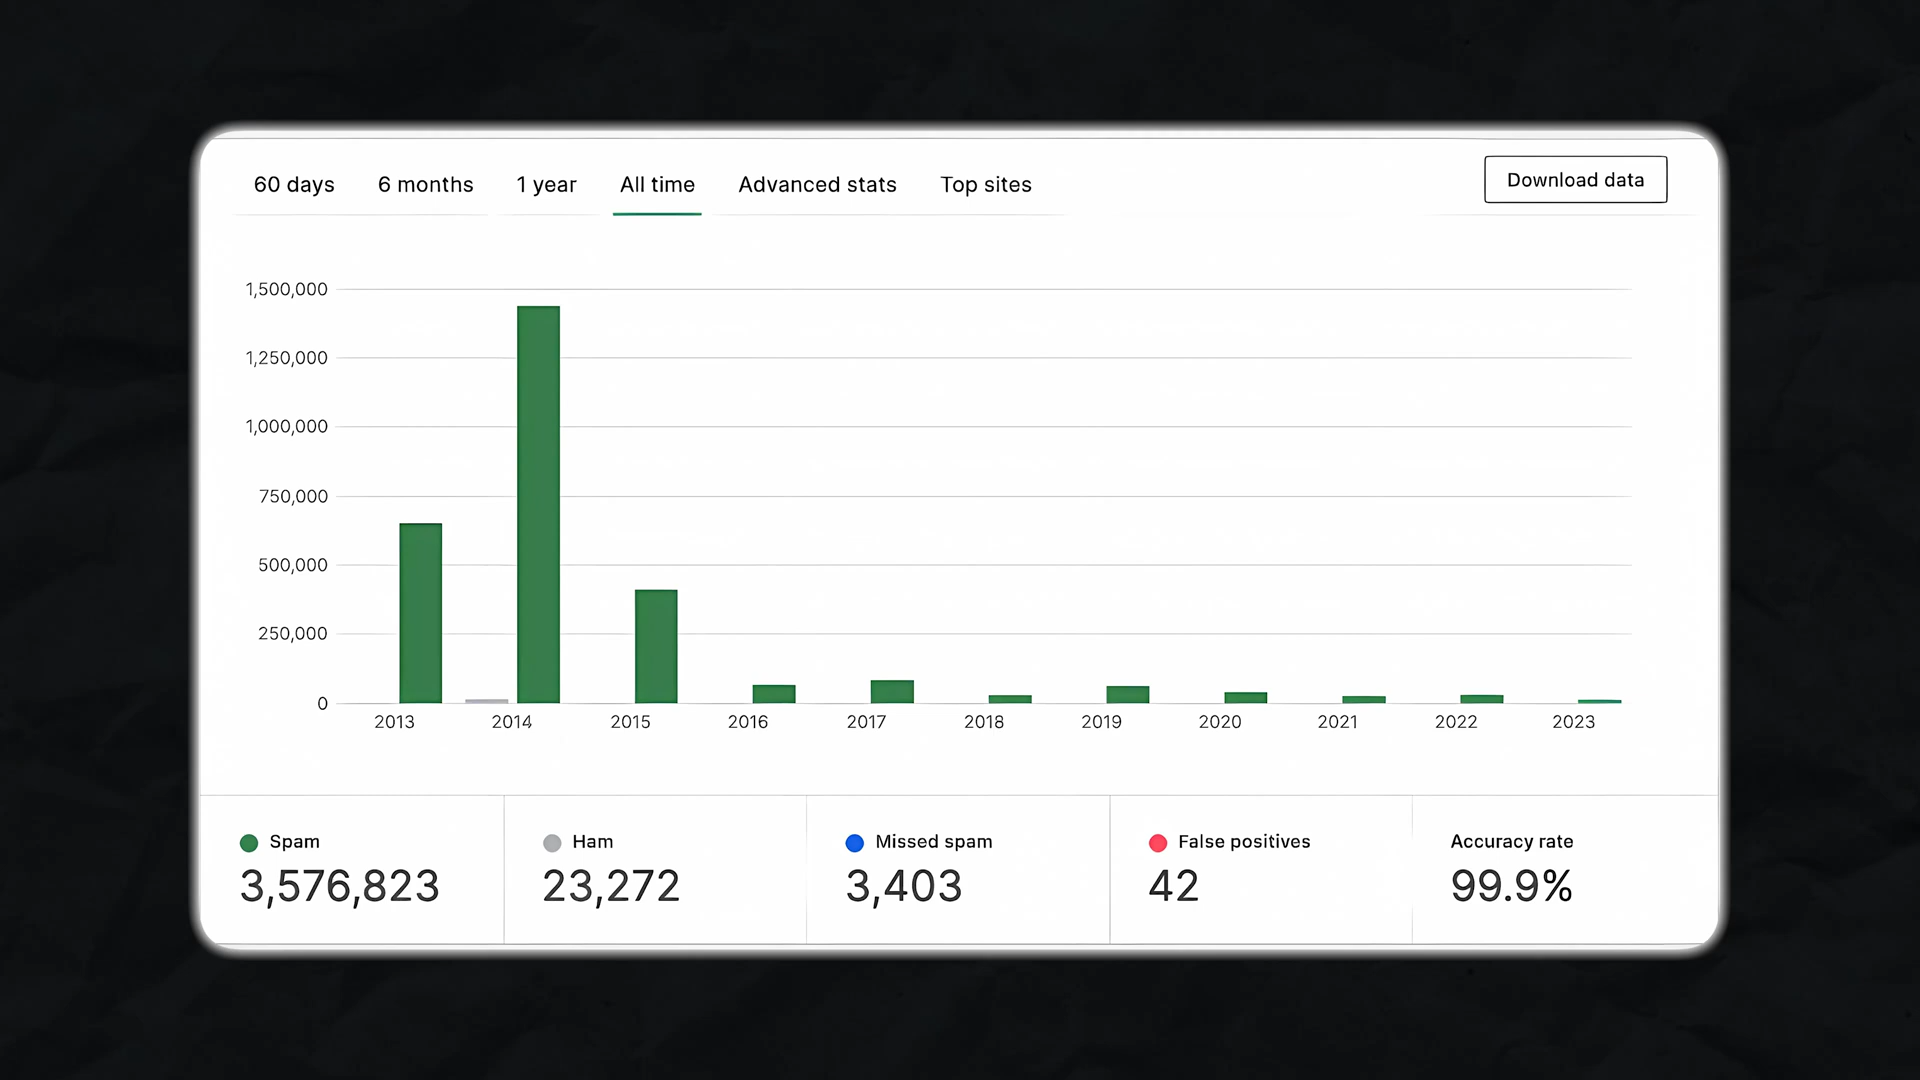 60 days 6 months 1 year All time Advanced stats Top sites Download data
1,500,000
1,250,000
1,000,000
750,000
500,000
250,000
0
2013 2014 2015 2016 2017 2018 2019 2020 2021 2022 2023
Spam Ham Missed spam False positives Accuracy rate
3,576,823 23,272 3,403 42 99.9%